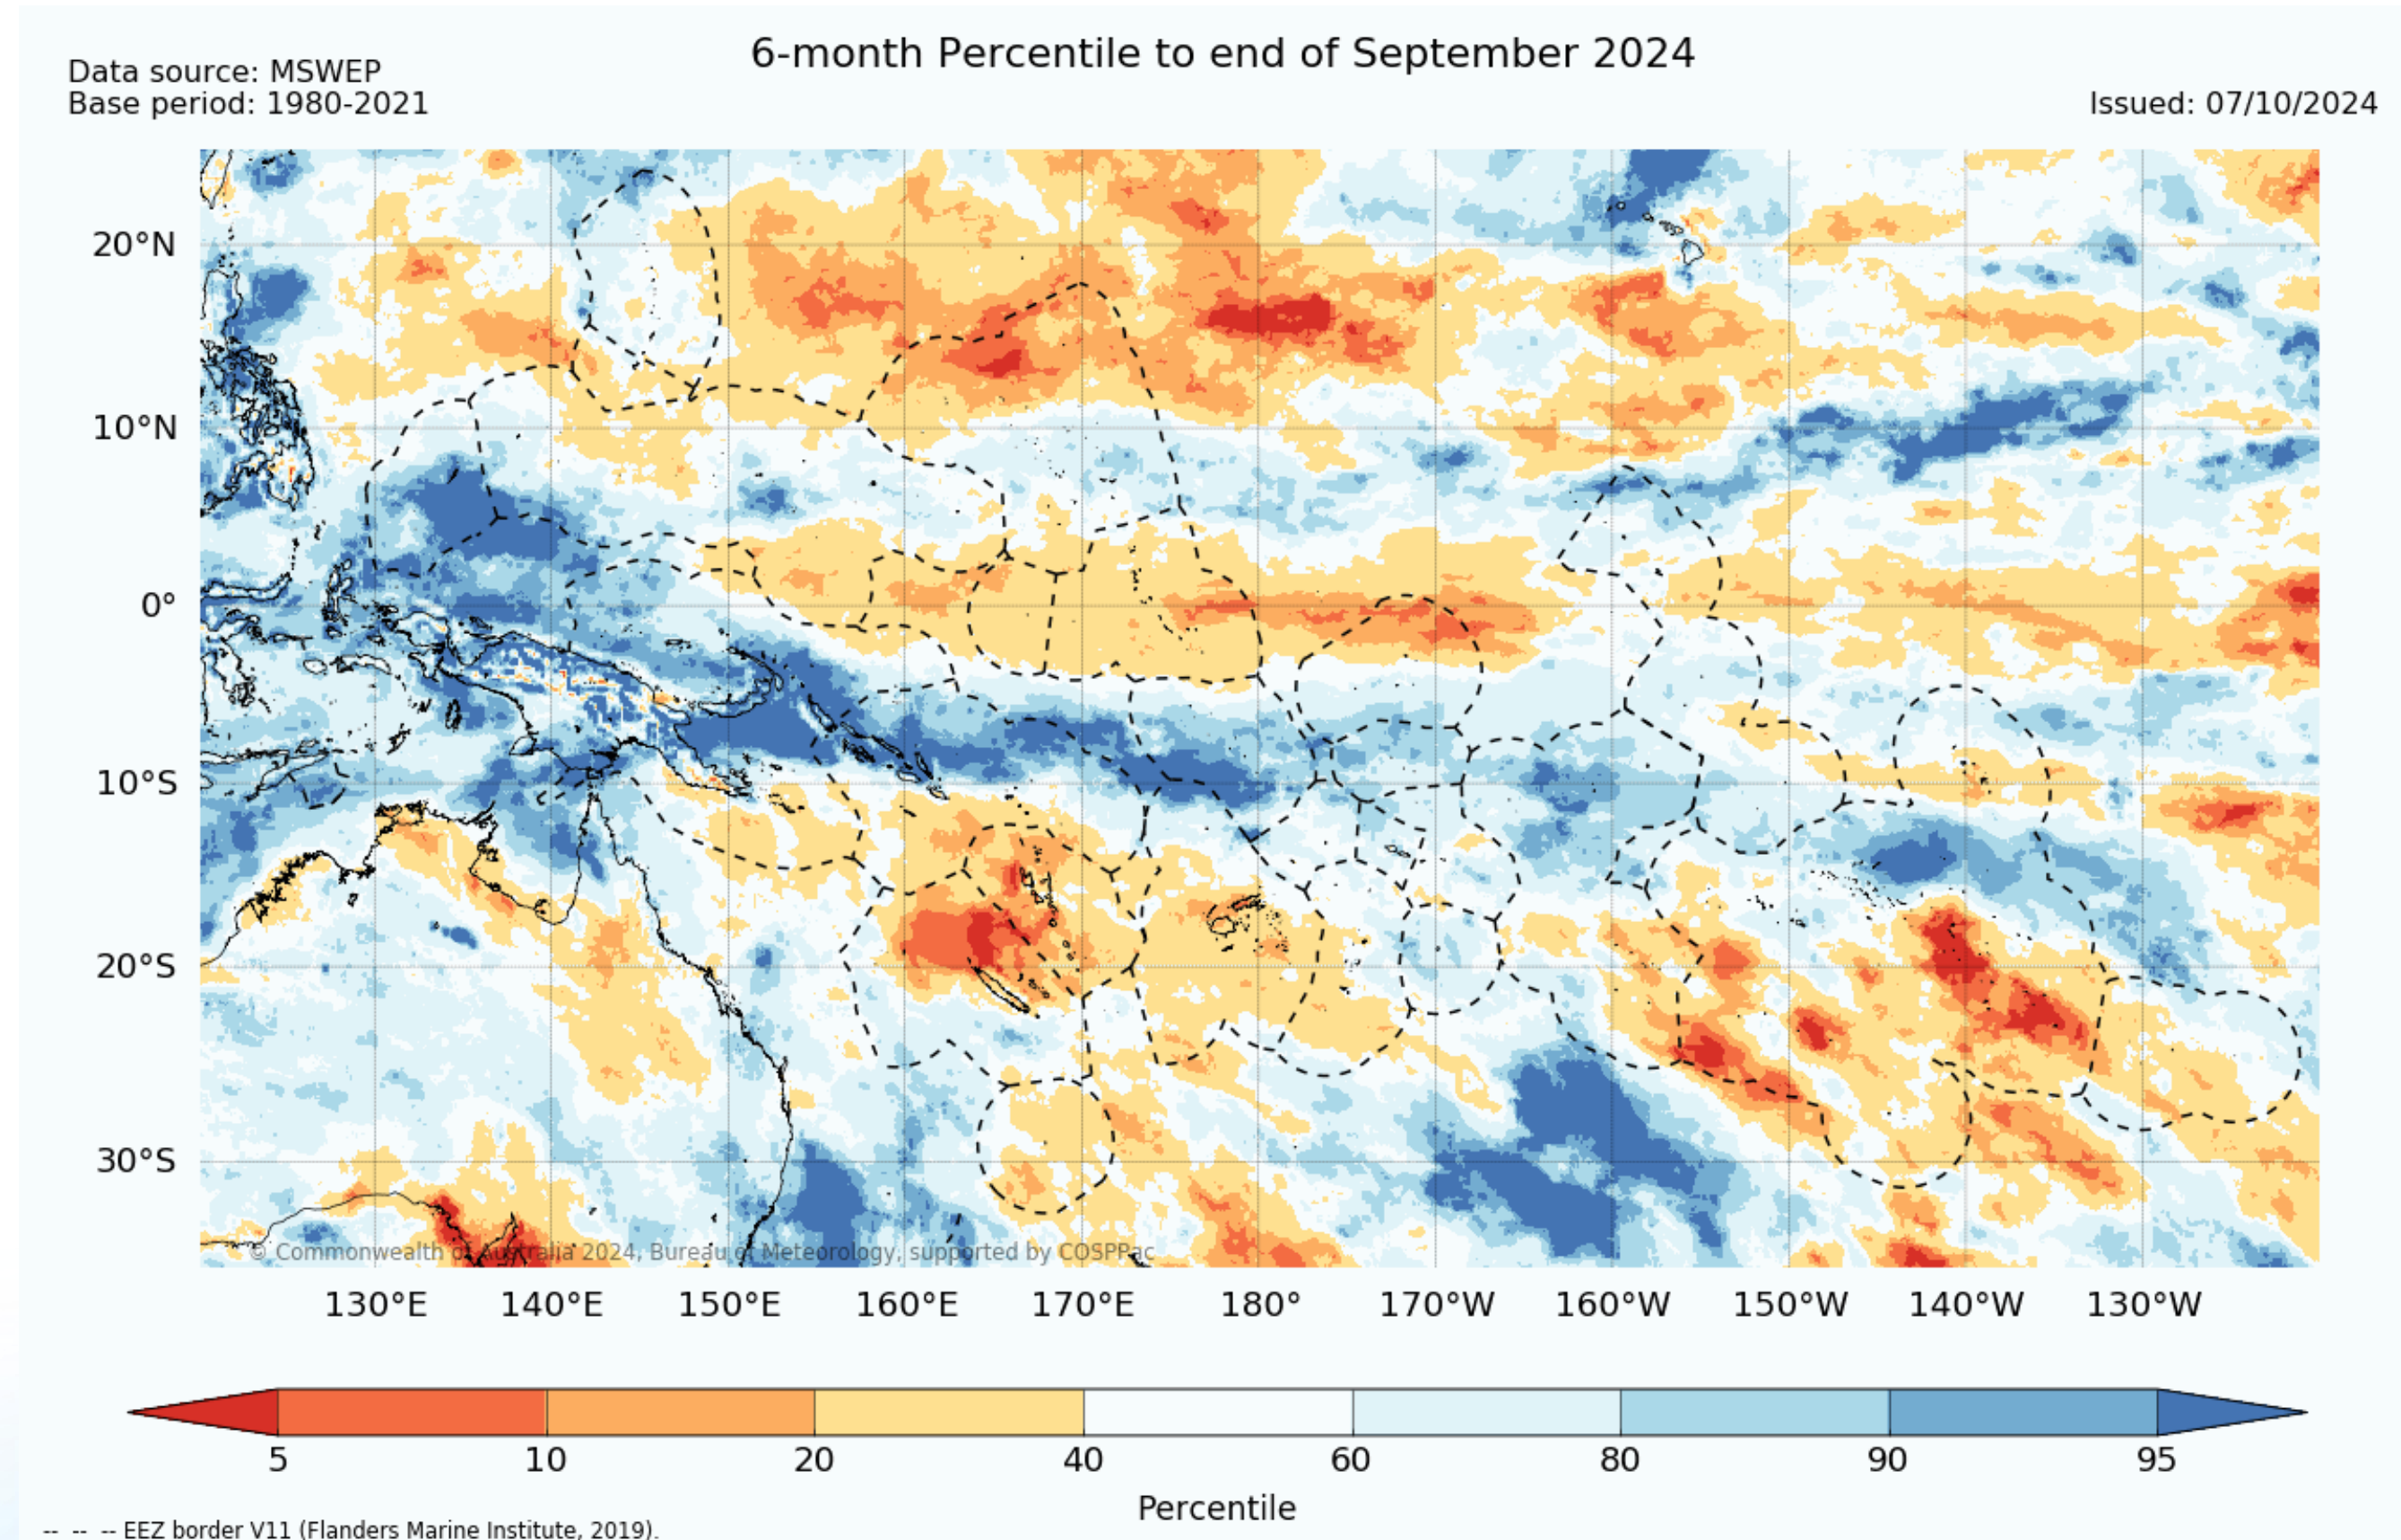 6-month Percentile to end of September 2024
Data source: MSWEP
Base period: 1980-2021
Issued: 07/10/2024
20°N
10°N
0°
10°S
20°S
30°S
© Commonwealth of Australia 2024, Bureau of Meteorology, supported by COSPPac
130°E 140°E 150°E 160°E 170°E 180° 170°W 160°W 150°W 140°W 130°W
5 10 20 40 60 80 90 95
Percentile
-- -- -- EEZ border V11 (Flanders Marine Institute, 2019).